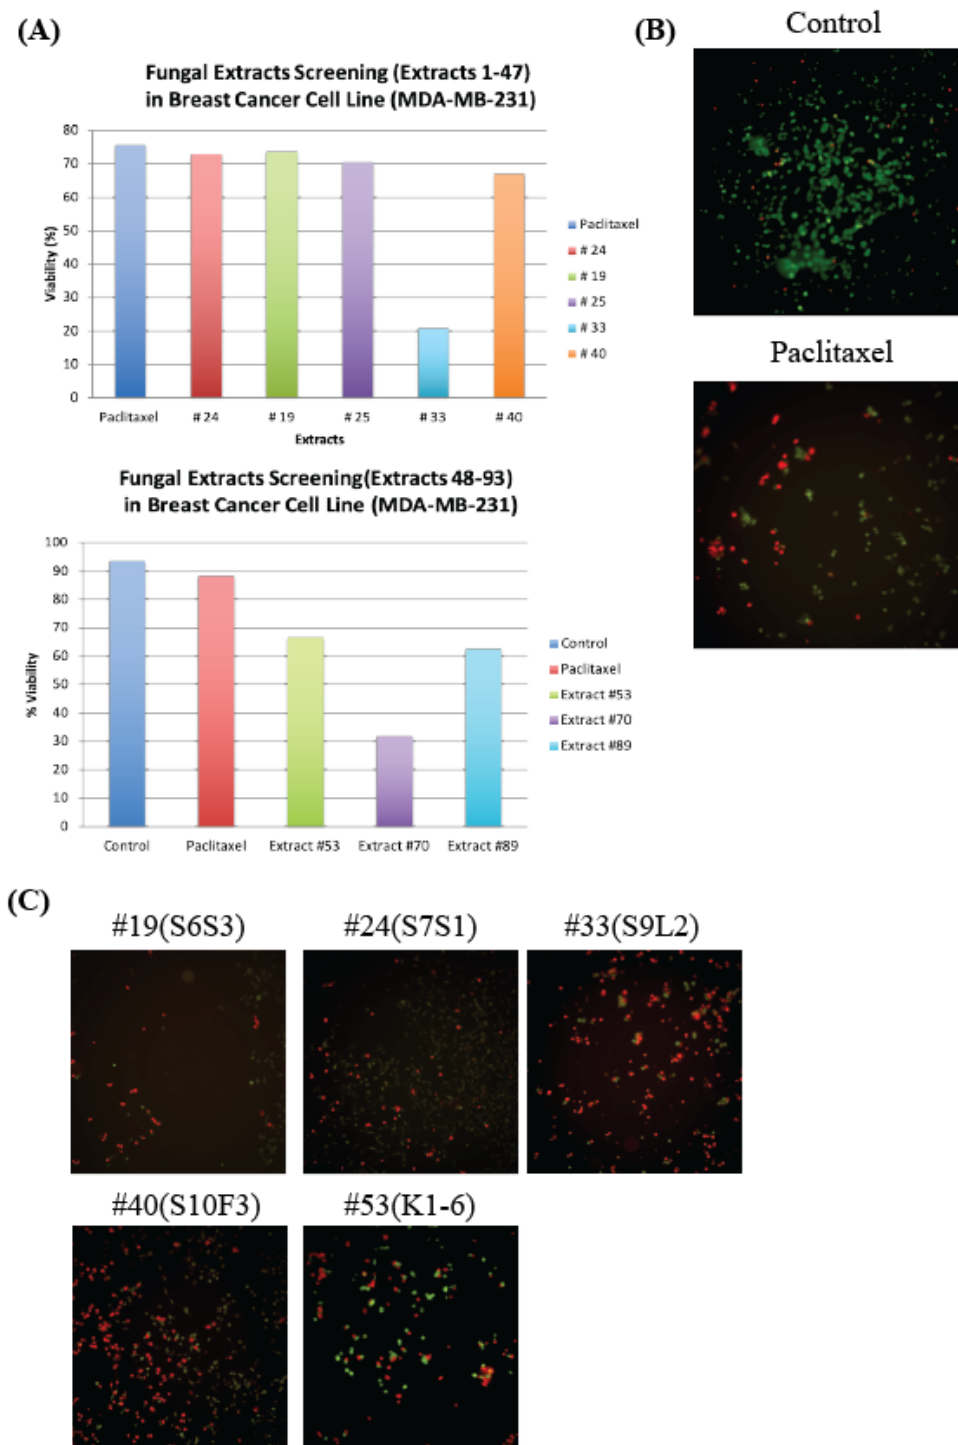 (A)
Fungal Extracts Screening (Extracts 1-47)
in Breast Cancer Cell Line (MDA-MB-231)
Viability (%)
80
70
60
50
40
30
20
10
0
Paclitaxel
# 24
# 19
# 25
# 33
# 40
Extracts
Paclitaxel
# 24
# 19
# 25
# 33
# 40
Fungal Extracts Screening(Extracts 48-93)
in Breast Cancer Cell Line (MDA-MB-231)
% Viability
100
90
80
70
60
50
40
30
20
10
0
Control
Paclitaxel
Extract #53
Extract #70
Extract #89
Control
Paclitaxel
Extract #53
Extract #70
Extract #89
(B)
Control
Paclitaxel
(C)
#19(S6S3)
#24(S7S1)
#33(S9L2)
#40(S10F3)
#53(K1-6)